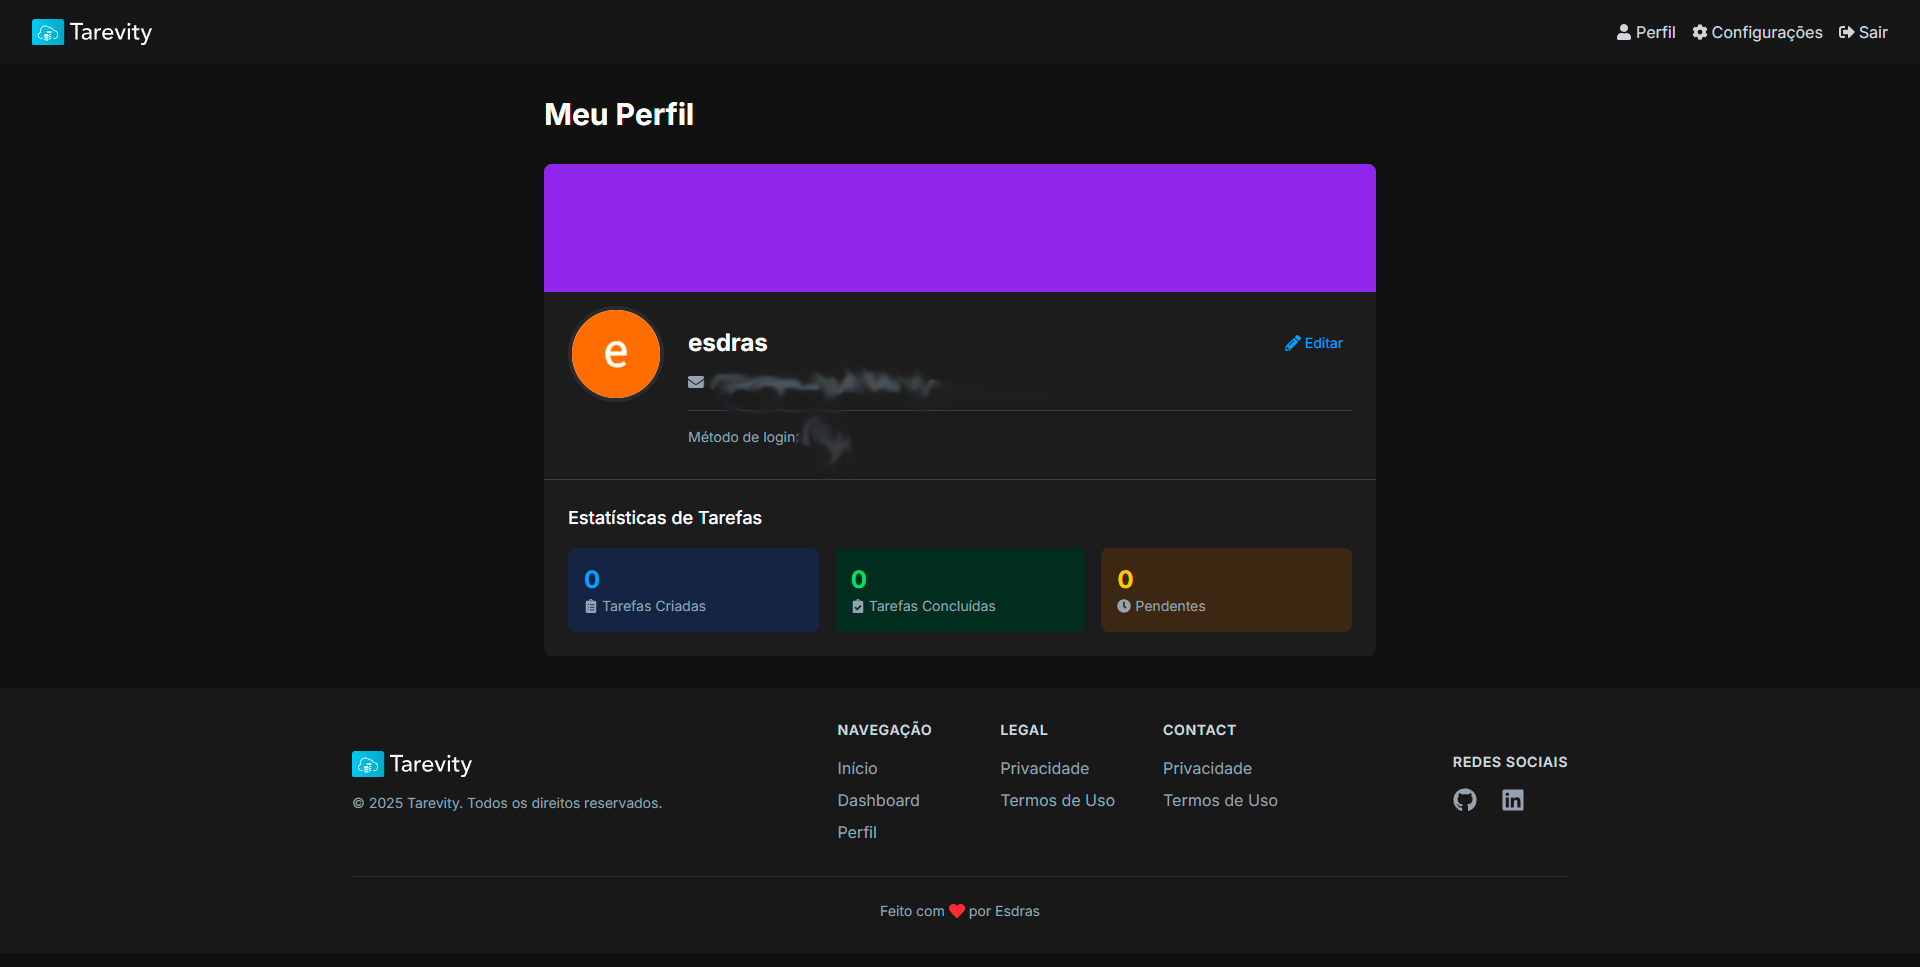 Tarevity
Perfil Configurações Sair
Meu Perfil
e
esdras
Editar
Método de login:
Estatísticas de Tarefas
0
Tarefas Criadas
0
Tarefas Concluídas
0
Pendentes
Tarevity
© 2025 Tarevity. Todos os direitos reservados.
NAVEGAÇÃO
Início
Dashboard
Perfil
LEGAL
Privacidade
Termos de Uso
CONTACT
Privacidade
Termos de Uso
REDES SOCIAIS
Feito com ❤ por Esdras